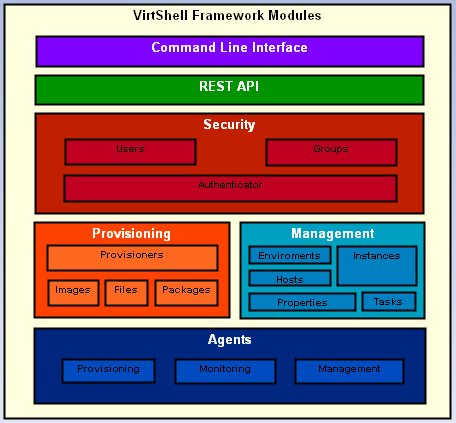 VirtShell Framework Modules
Command Line Interface
REST API
Security
Users
Groups
Authenticator
Provisioning
Provisioners
Images
Files
Packages
Management
Enviroments
Instances
Hosts
Properties
Tasks
Agents
Provisioning
Monitoring
Management